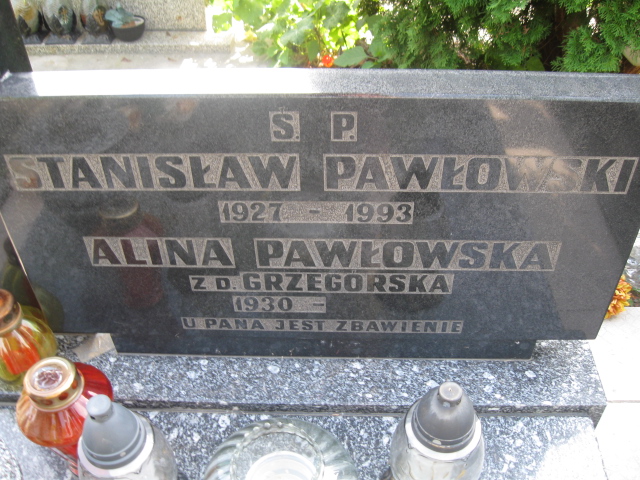 Ś. P.
STANISŁAW PAWŁOWSKI
1927 - 1993
ALINA PAWŁOWSKA
Z D. GRZEGORSKA
1930 -
U PANA JEST ZBAWIENIE